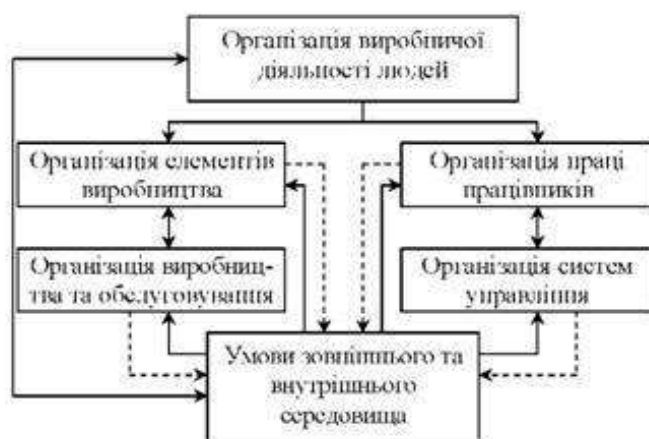 Організація виробничої
діяльності людей
Організація елементів
виробництва
Організація праці
працівників
Організація виробниц-
тва та обслуговування
Організація систем
управління
Умови зовнішнього та
внутрішнього
середовища